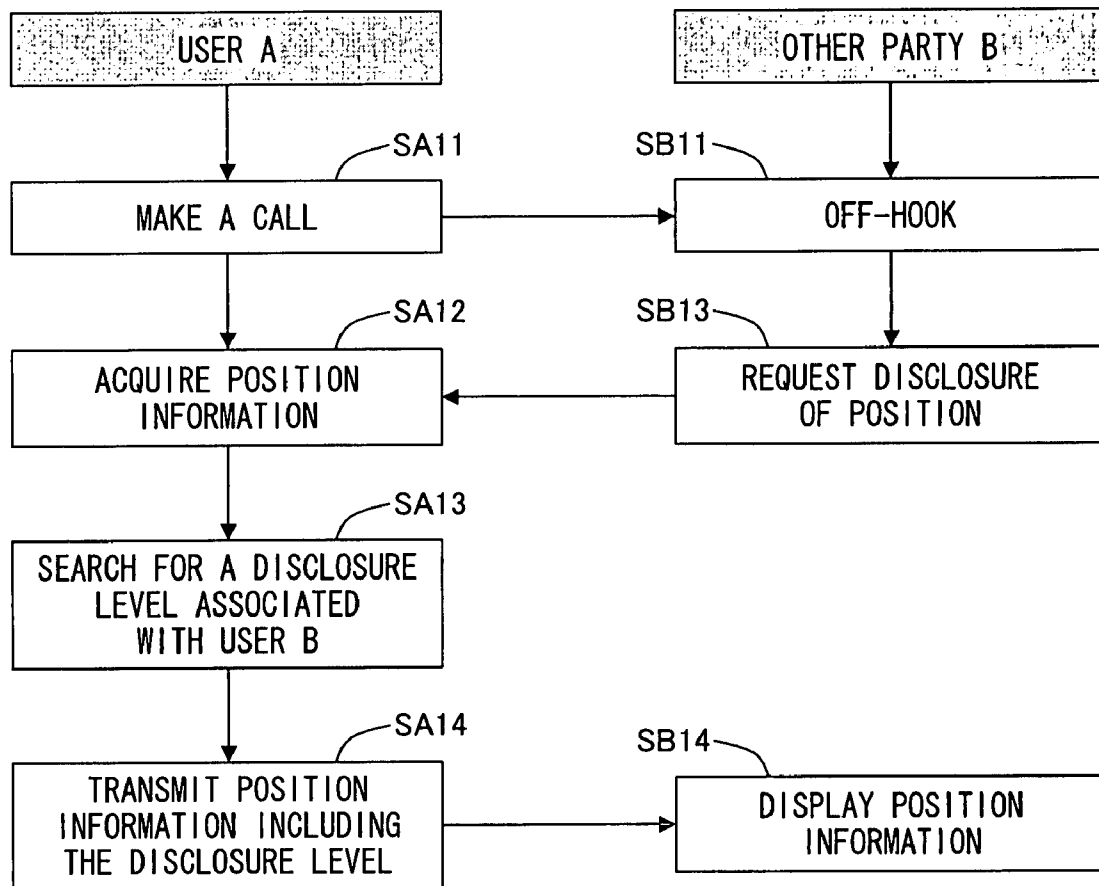 USER A
OTHER PARTY B
SA11
SB11
MAKE A CALL
OFF-HOOK
SA12
SB13
ACQUIRE POSITION
INFORMATION
REQUEST DISCLOSURE
OF POSITION
SA13
SEARCH FOR A DISCLOSURE
LEVEL ASSOCIATED
WITH USER B
SA14
SB14
TRANSMIT POSITION
INFORMATION INCLUDING
THE DISCLOSURE LEVEL
DISPLAY POSITION
INFORMATION